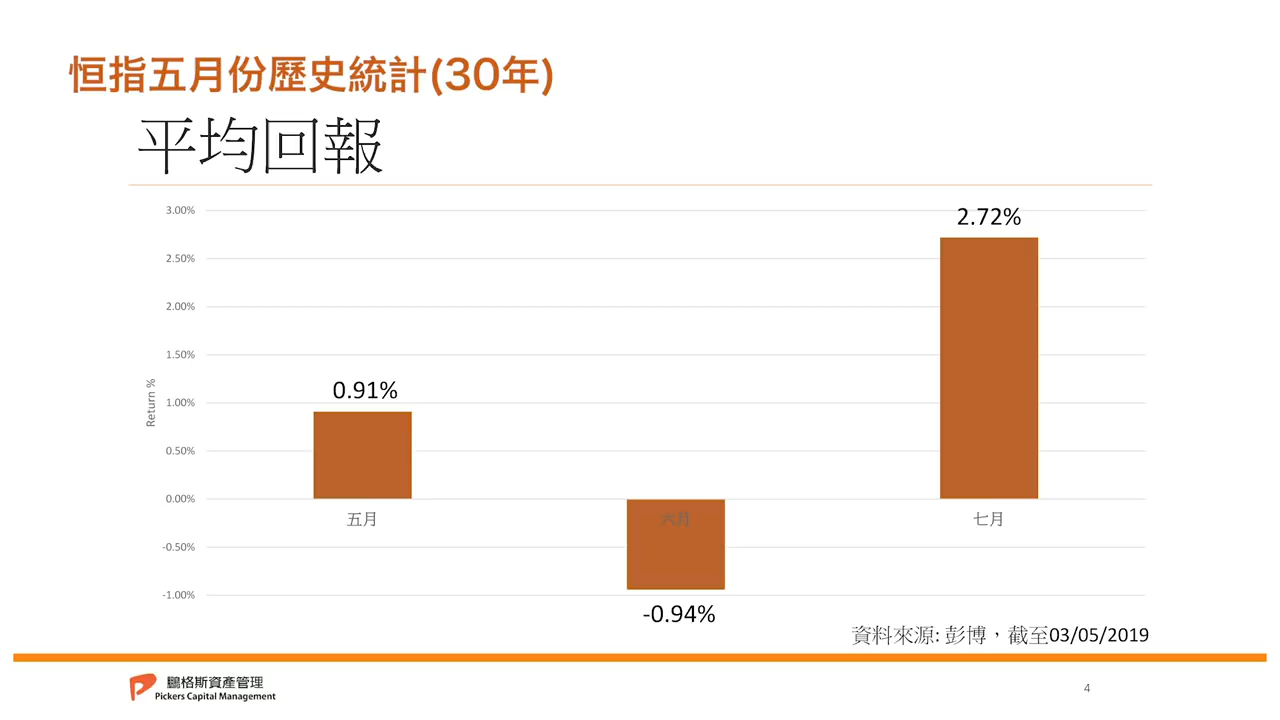 恒指五月份歷史統計(30年)
平均回報
3.00%
2.50%
2.00%
1.50%
1.00%
0.50%
0.00%
-0.50%
-1.00%
Return %
0.91%
-0.94%
2.72%
五月
六月
七月
資料來源: 彭博，截至03/05/2019
鵬格斯資產管理
Pickers Capital Management
4